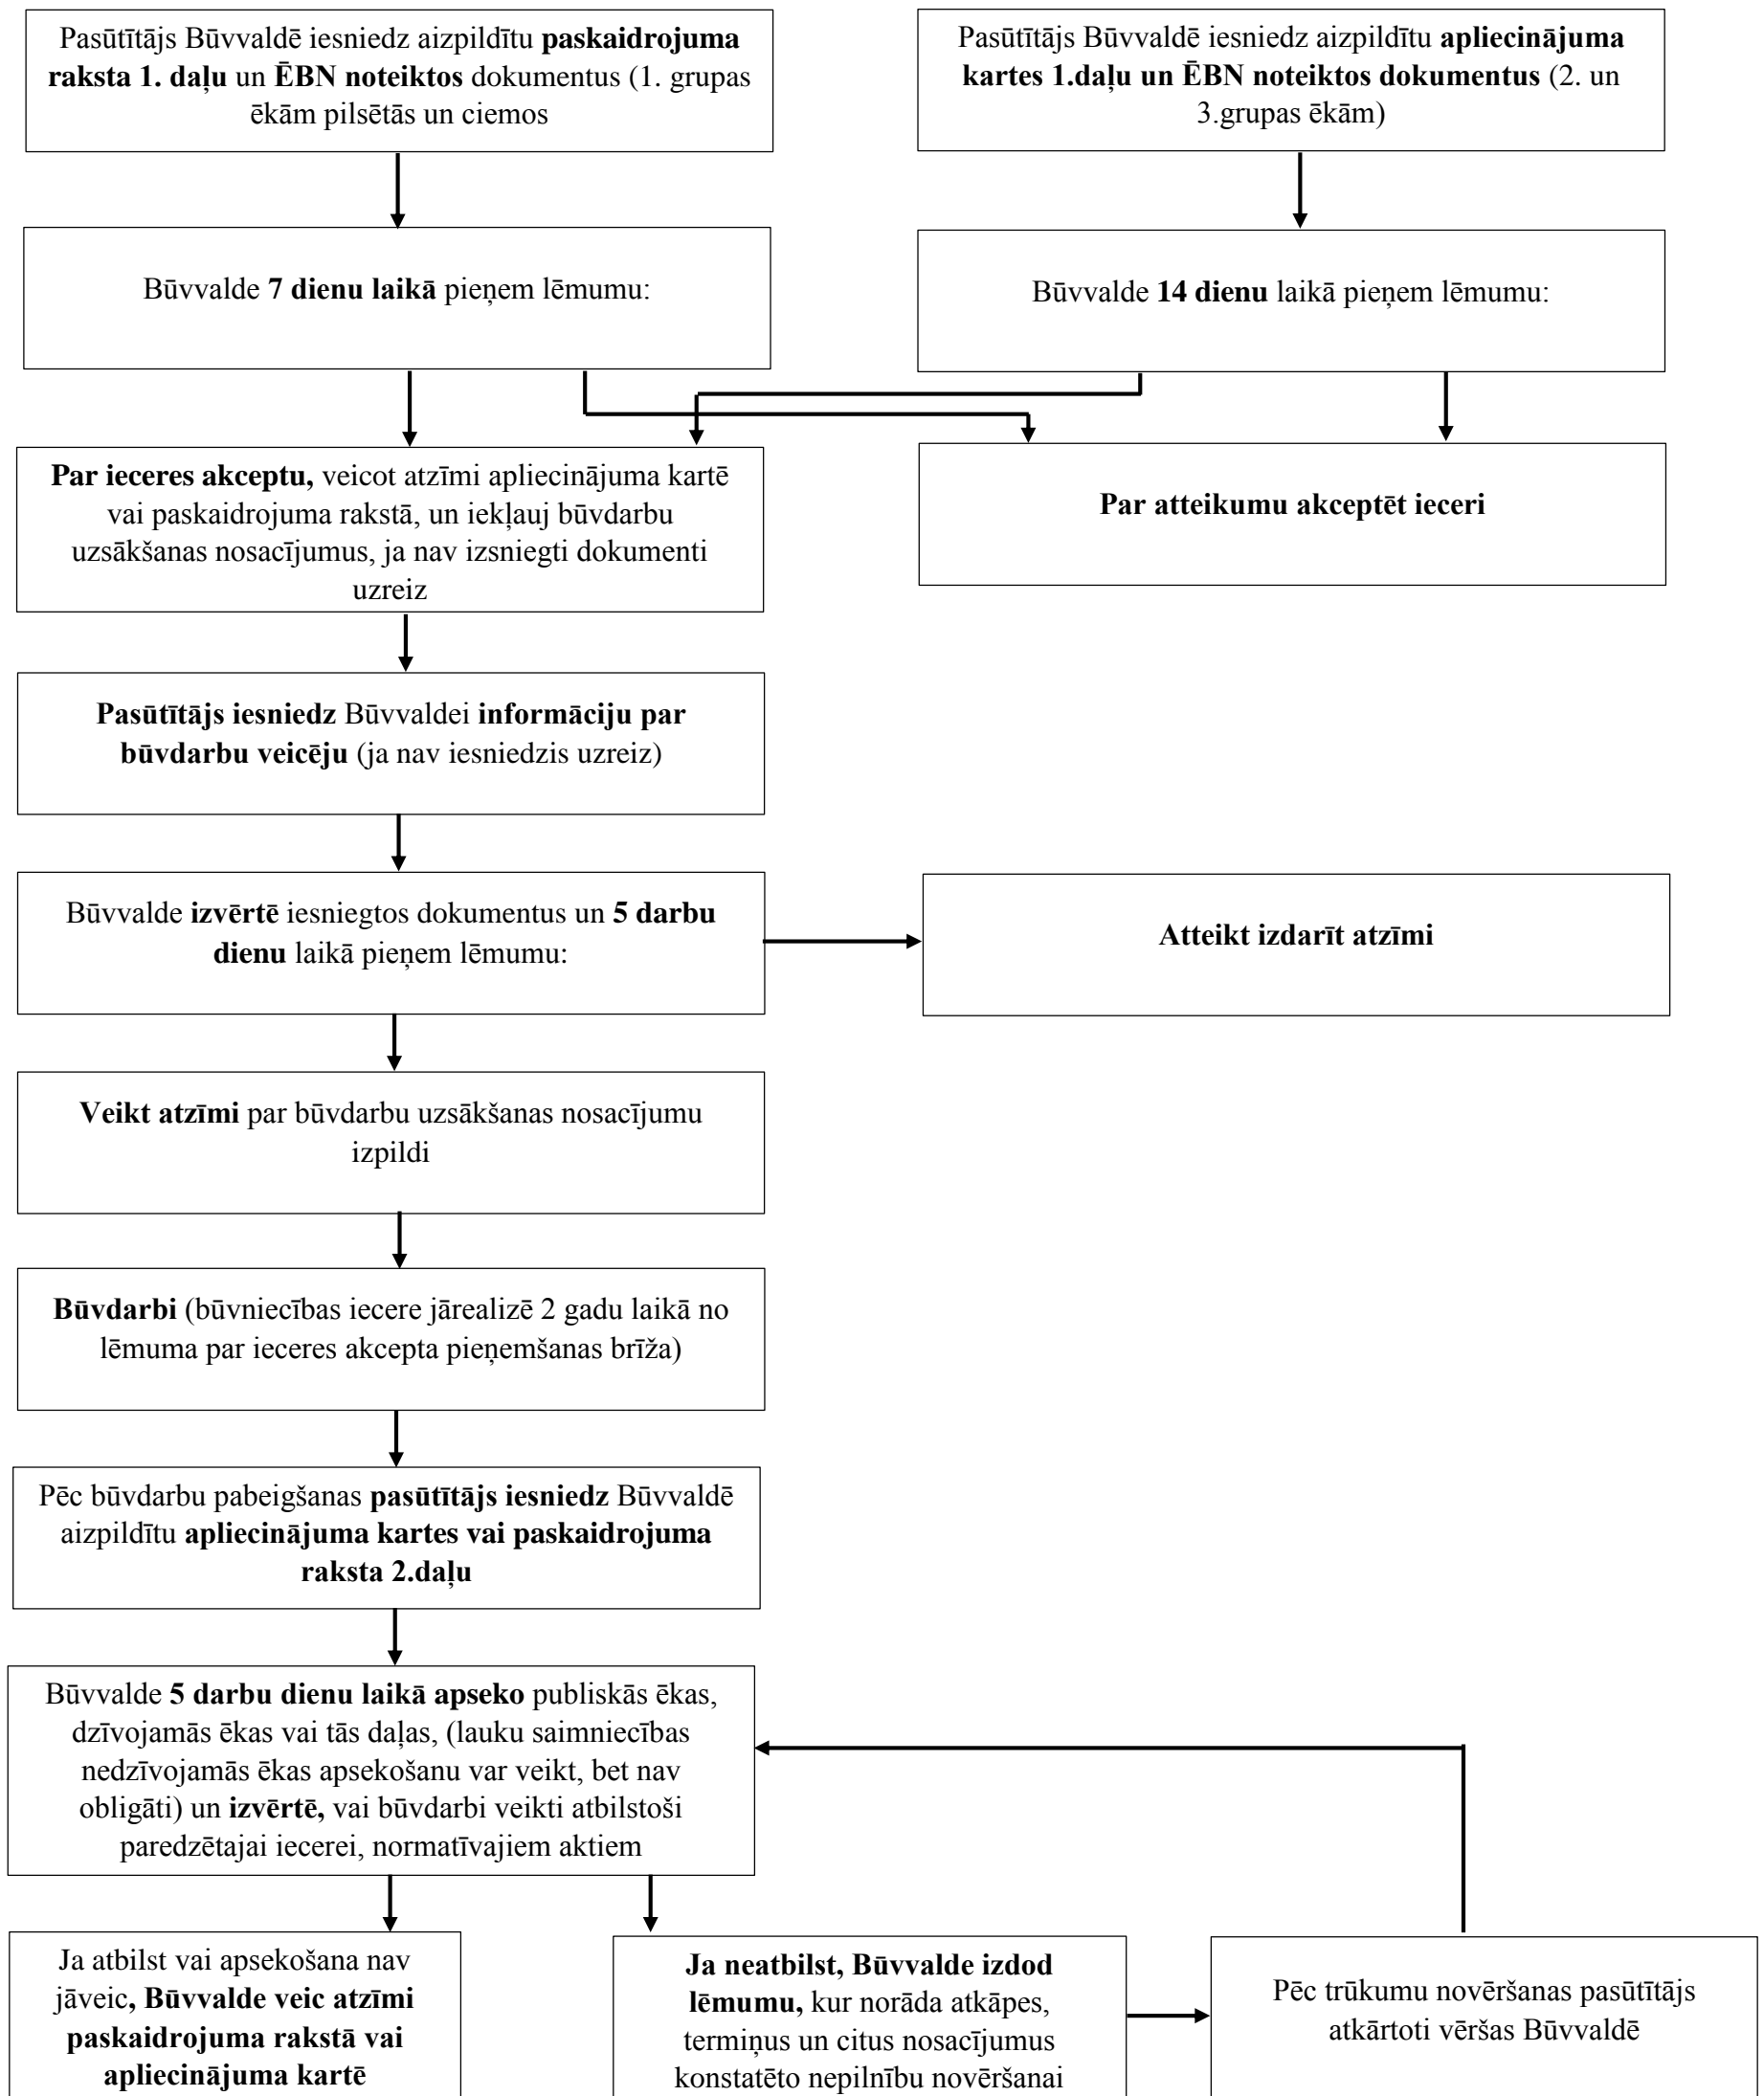 Pasūtītājs Būvvaldē iesniedz aizpildītu paskaidrojuma
raksta 1. daļu un ĒBN noteiktos dokumentus (1. grupas
ēkām pilsētās un ciemos
Pasūtītājs Būvvaldē iesniedz aizpildītu apliecinājuma
kartes 1.daļu un ĒBN noteiktos dokumentus (2. un
3.grupas ēkām)
Būvvalde 7 dienu laikā pieņem lēmumu:
Būvvalde 14 dienu laikā pieņem lēmumu:
Par ieceres akceptu, veicot atzīmi apliecinājuma kartē
vai paskaidrojuma rakstā, un iekļauj būvdarbu
uzsākšanas nosacījumus, ja nav izsniegti dokumenti
uzreiz
Par atteikumu akceptēt ieceri
Pasūtītājs iesniedz Būvvaldei informāciju par
būvdarbu veicēju (ja nav iesniedzis uzreiz)
Būvvalde izvērtē iesniegtos dokumentus un 5 darbu
dienu laikā pieņem lēmumu:
Atteikt izdarīt atzīmi
Veikt atzīmi par būvdarbu uzsākšanas nosacījumu
izpildi
Būvdarbi (būvniecības iecere jārealizē 2 gadu laikā no
lēmuma par ieceres akcepta pieņemšanas brīža)
Pēc būvdarbu pabeigšanas pasūtītājs iesniedz Būvvaldē
aizpildītu apliecinājuma kartes vai paskaidrojuma
raksta 2.daļu
Būvvalde 5 darbu dienu laikā apseko publiskās ēkas,
dzīvojamās ēkas vai tās daļas, (lauku saimniecības
nedzīvojamās ēkas apsekošanu var veikt, bet nav
obligāti) un izvērtē, vai būvdarbi veikti atbilstoši
paredzētajai iecerei, normatīvajiem aktiem
Ja atbilst vai apsekošana nav
jāveic, Būvvalde veic atzīmi
paskaidrojuma rakstā vai
apliecinājuma kartē
Ja neatbilst, Būvvalde izdod
lēmumu, kur norāda atkāpes,
termiņus un citus nosacījumus
konstatēto nepilnību novēršanai
Pēc trūkumu novēršanas pasūtītājs
atkārtoti vēršas Būvvaldē